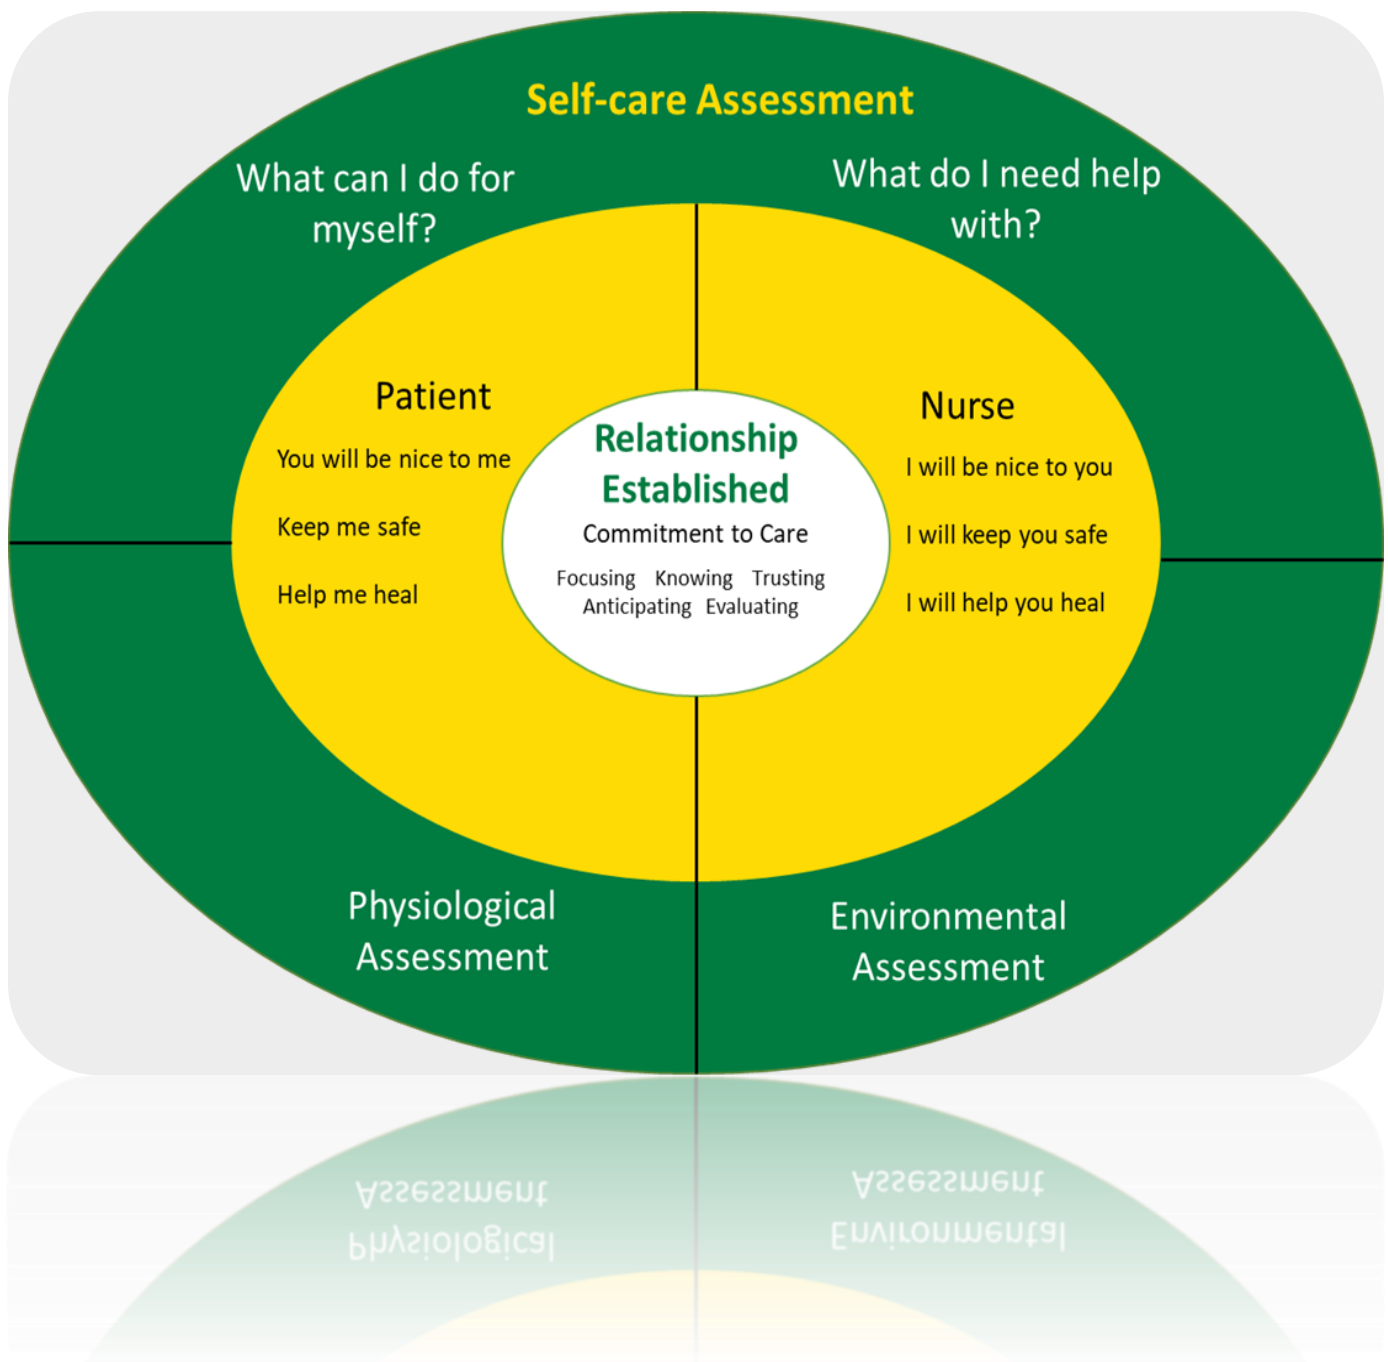 Self-care Assessment
What can I do for
myself?
What do I need help
with?
Patient
You will be nice to me
Keep me safe
Help me heal
Relationship
Established
Commitment to Care
Focusing Knowing Trusting
Anticipating Evaluating
Nurse
I will be nice to you
I will keep you safe
I will help you heal
Physiological
Assessment
Environmental
Assessment